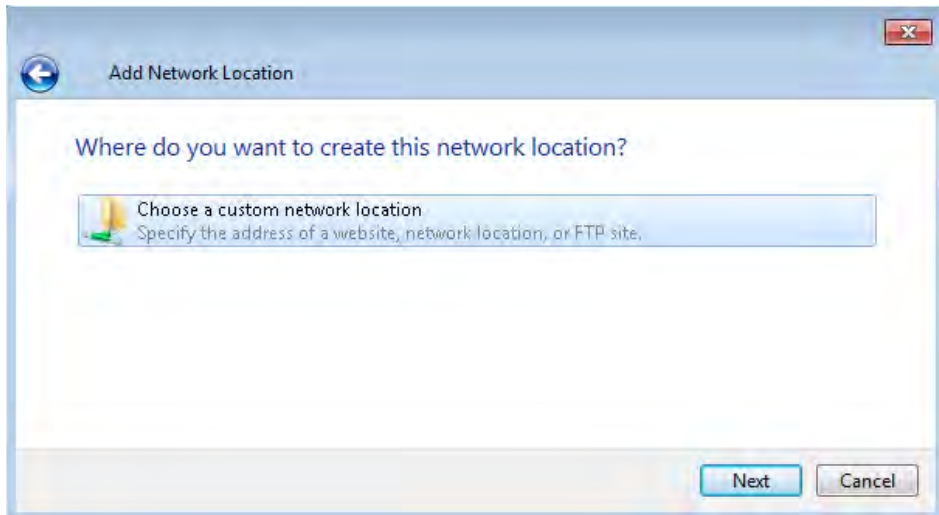 Add Network Location
Where do you want to create this network location?
Choose a custom network location
Specify the address of a website, network location, or FTP site.
Next Cancel